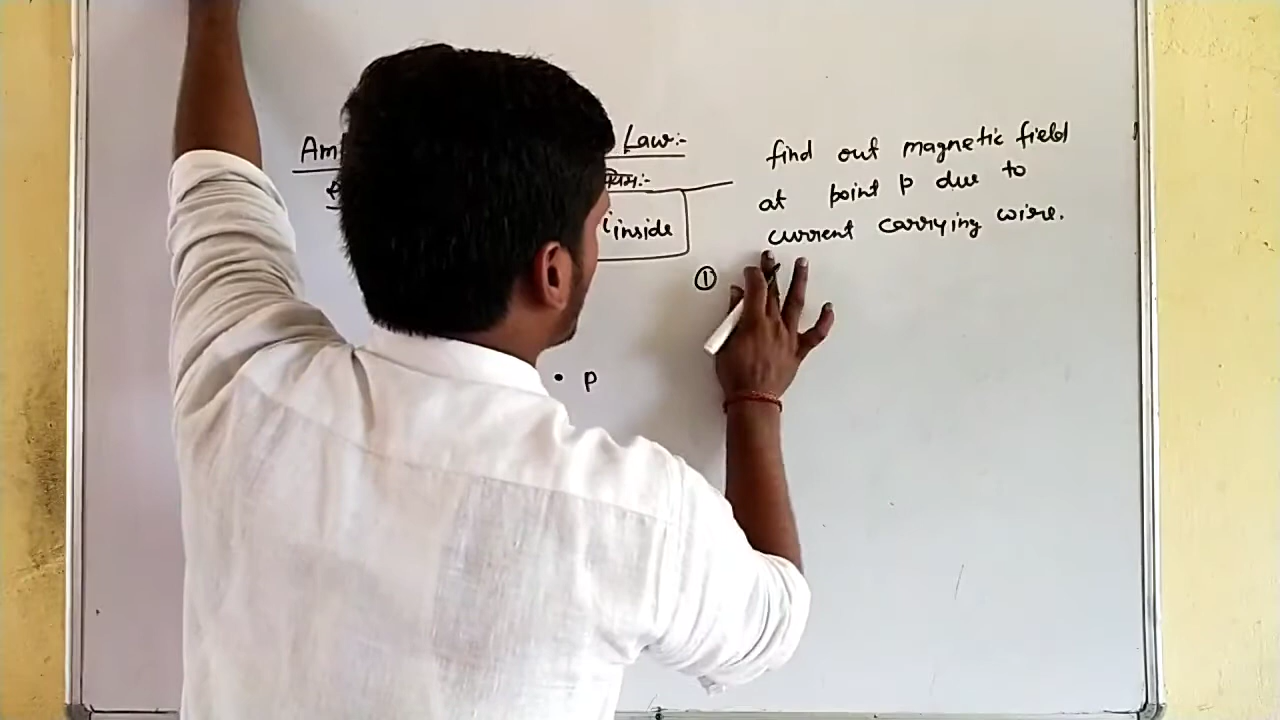 Law:-
inside
• P
find out magnetic field
at point p due to
current carrying wire.
①